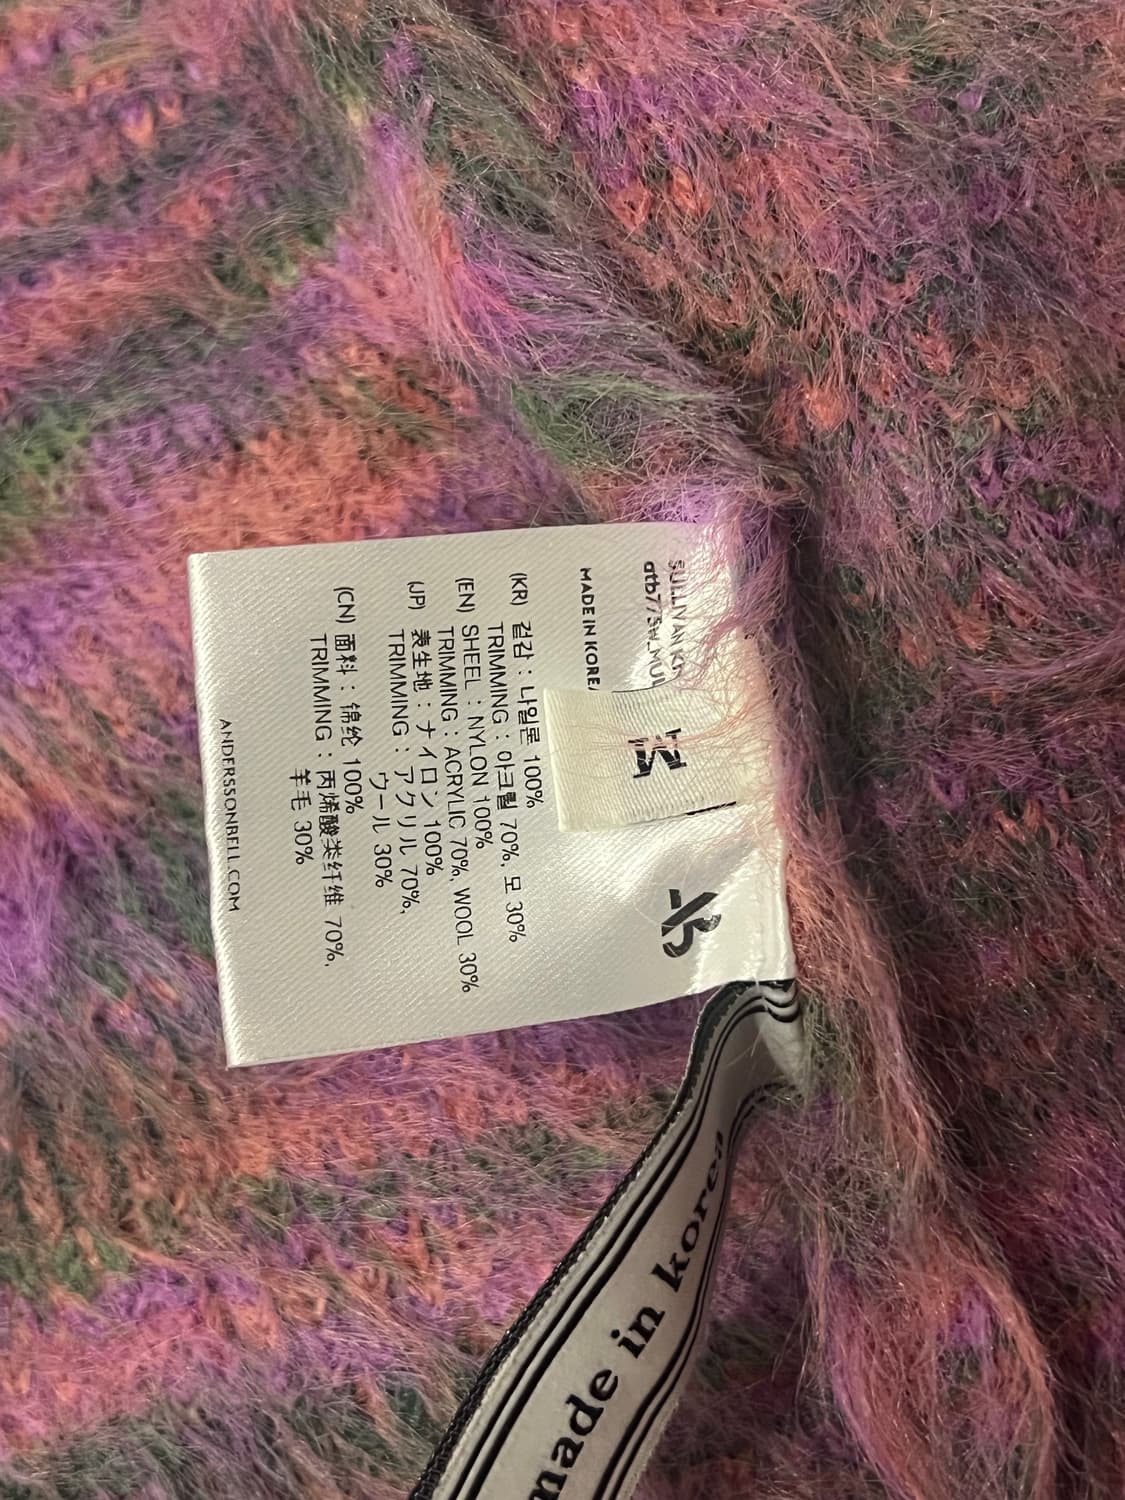 SULLIVAN
MADE IN KOREA
M
(KR) 겉감 : 나일론 100%
TRIMMING : 아크릴 70%, 모 30%
(EN) SHEEL : NYLON 100%
TRIMMING : ACRYLIC 70%, WOOL 30%
(JP) 表生地 : ナイロン 100%
TRIMMING : アクリル 70%,
ウール 30%
(CN) 面料 : 锦纶 100%
TRIMMING : 丙烯酸类纤维 70%,
羊毛 30%
ANDERSSONBELL.COM
made in korea